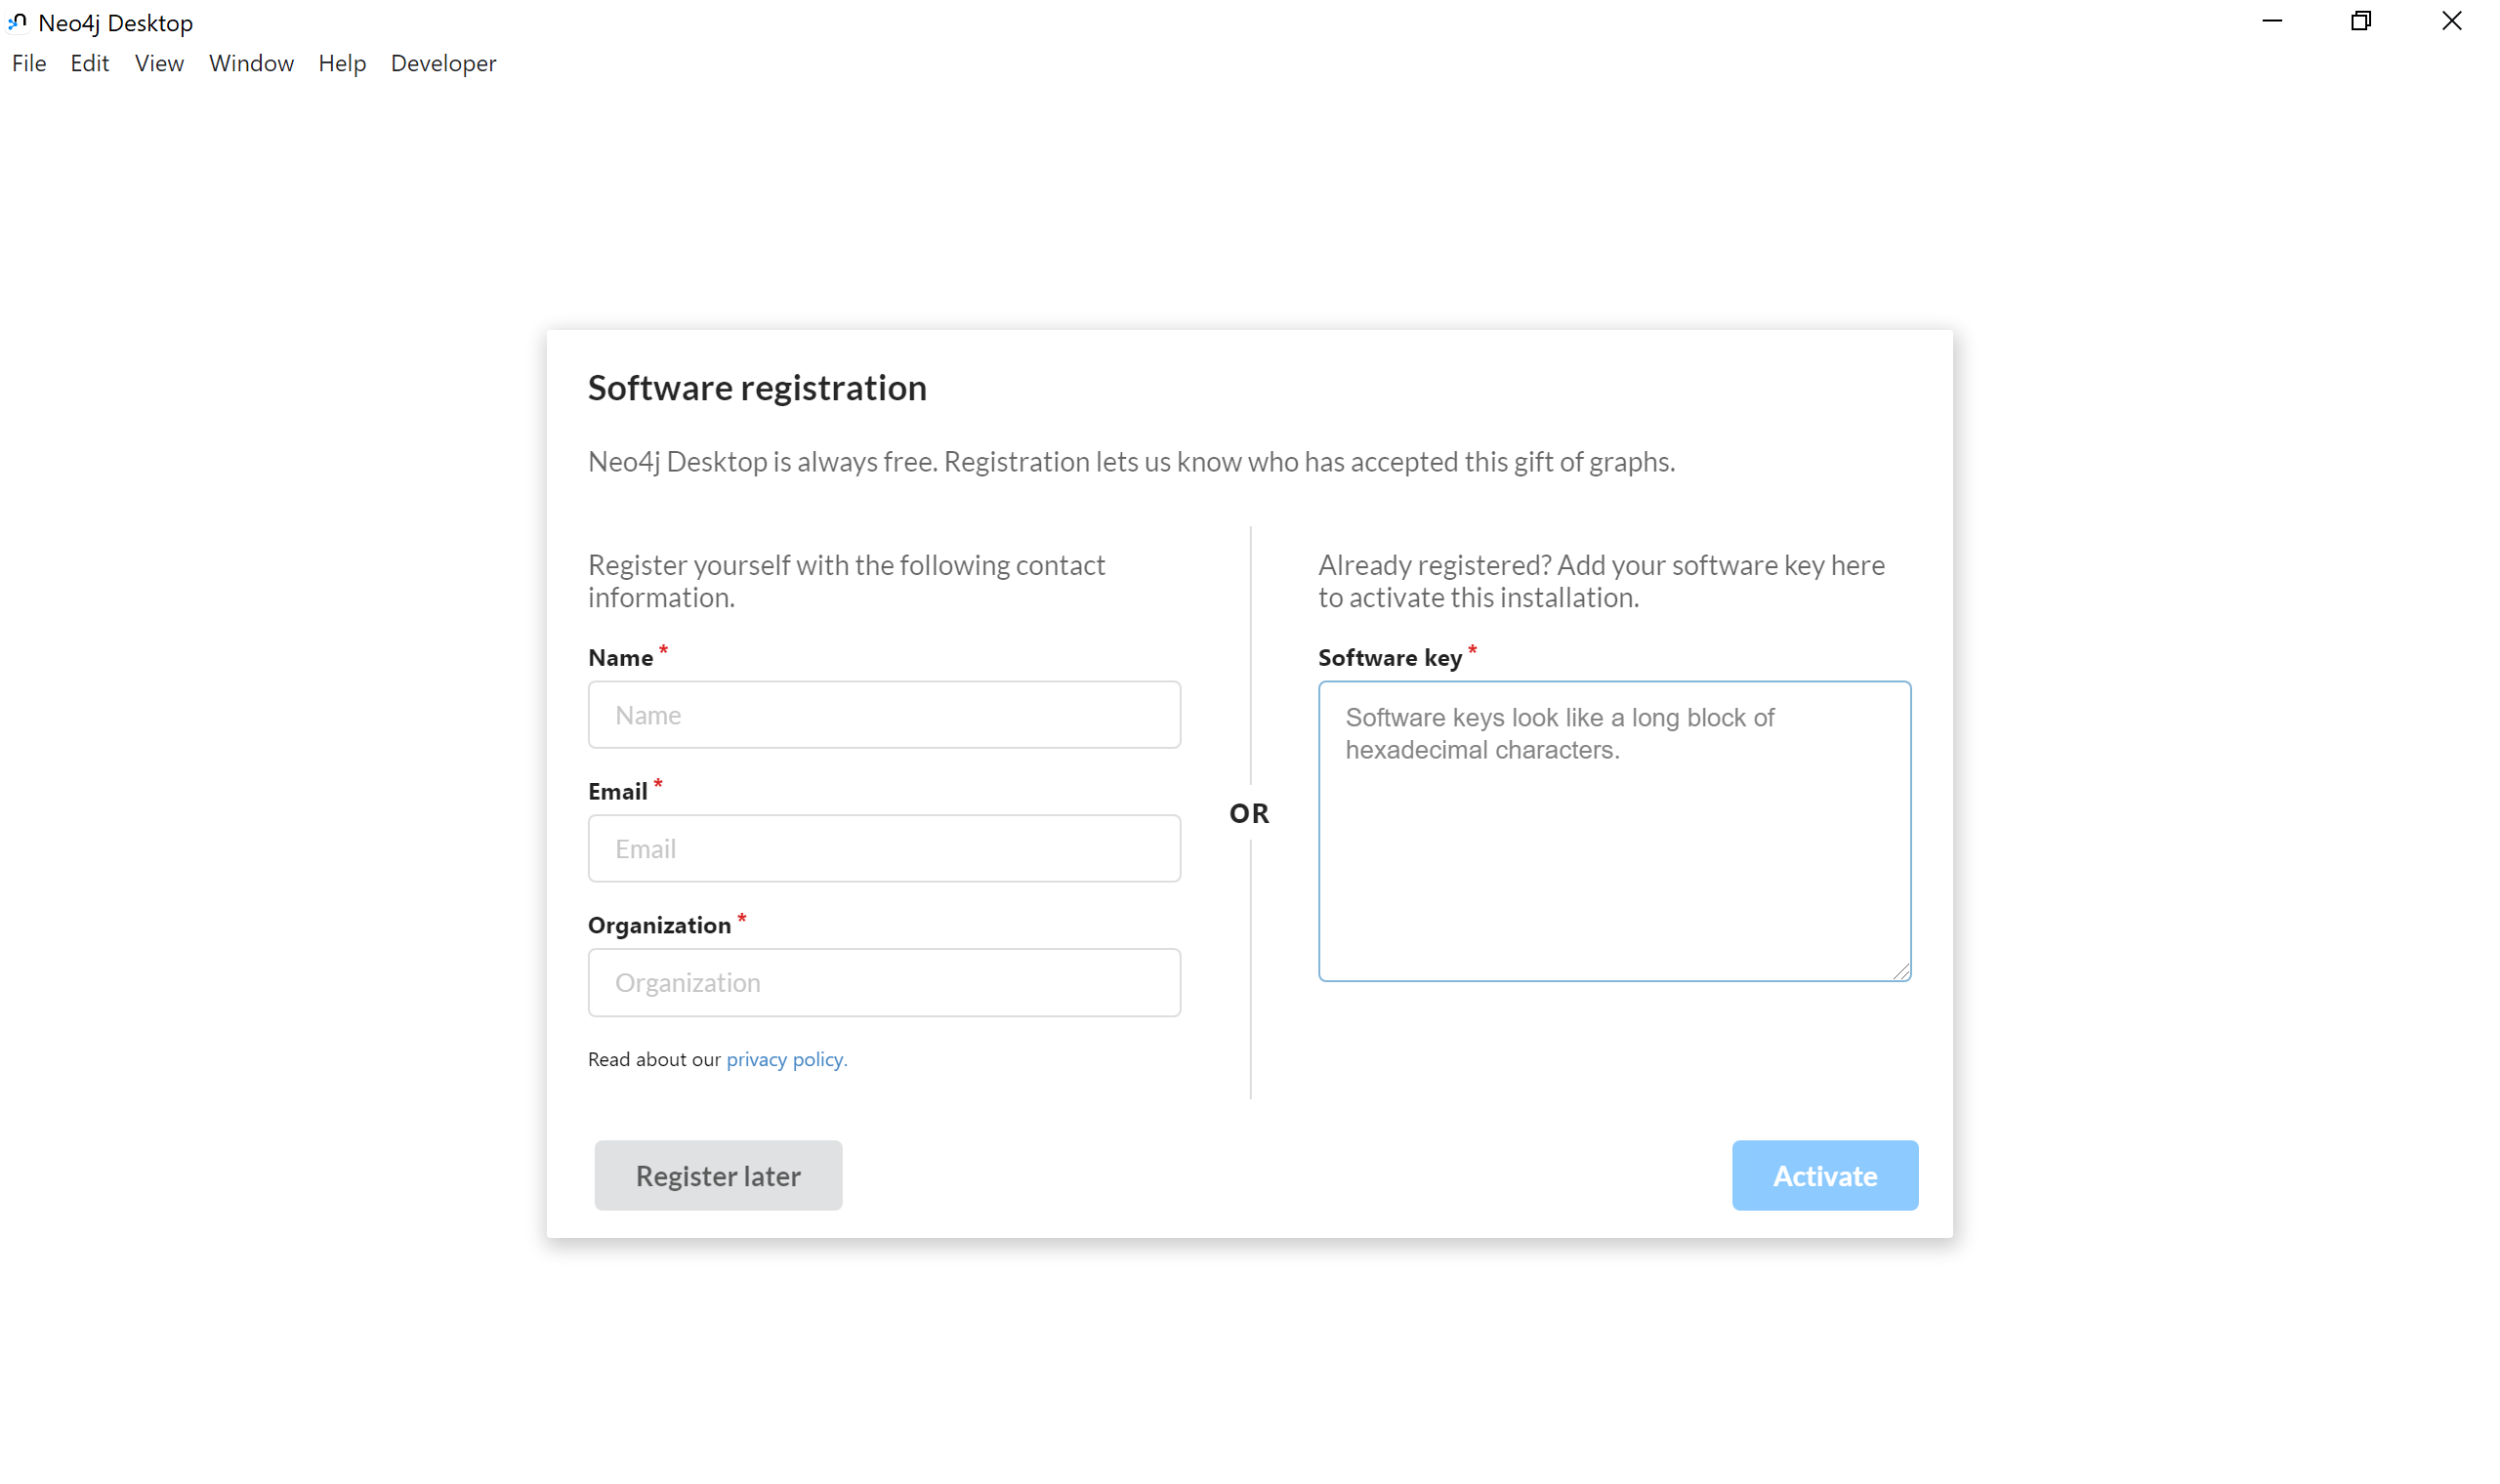 Neo4j Desktop
File Edit View Window Help Developer
Software registration
Neo4j Desktop is always free. Registration lets us know who has accepted this gift of graphs.
Register yourself with the following contact
information.
Name *
Name
Email *
Email
Organization *
Organization
Read about our privacy policy.
OR
Already registered? Add your software key here
to activate this installation.
Software key *
Software keys look like a long block of
hexadecimal characters.
Register later
Activate